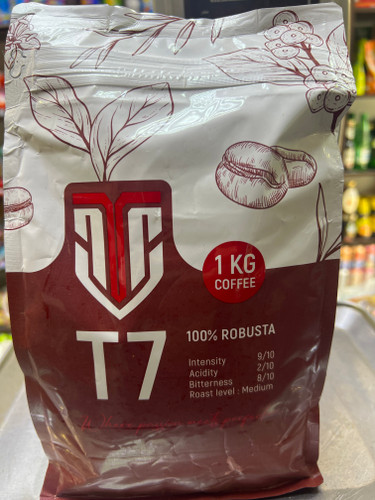 1 KG
COFFEE
T7
100% ROBUSTA
Intensity 9/10
Acidity 2/10
Bitterness 8/10
Roast level : Medium